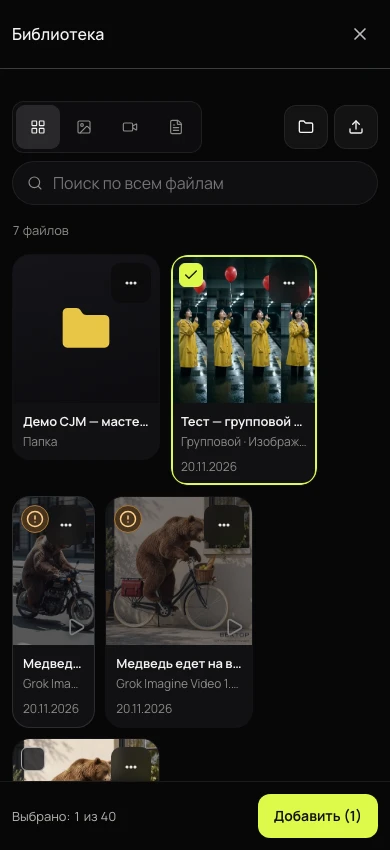 Библиотека
Поиск по всем файлам
7 файлов
Демо CJM — масте...
Папка
Тест — групповой ...
Групповой · Изображ...
20.11.2026
Медвед...
Grok Ima...
20.11.2026
Медведь едет на в...
Grok Imagine Video 1....
20.11.2026
Выбрано: 1 из 40
Добавить (1)